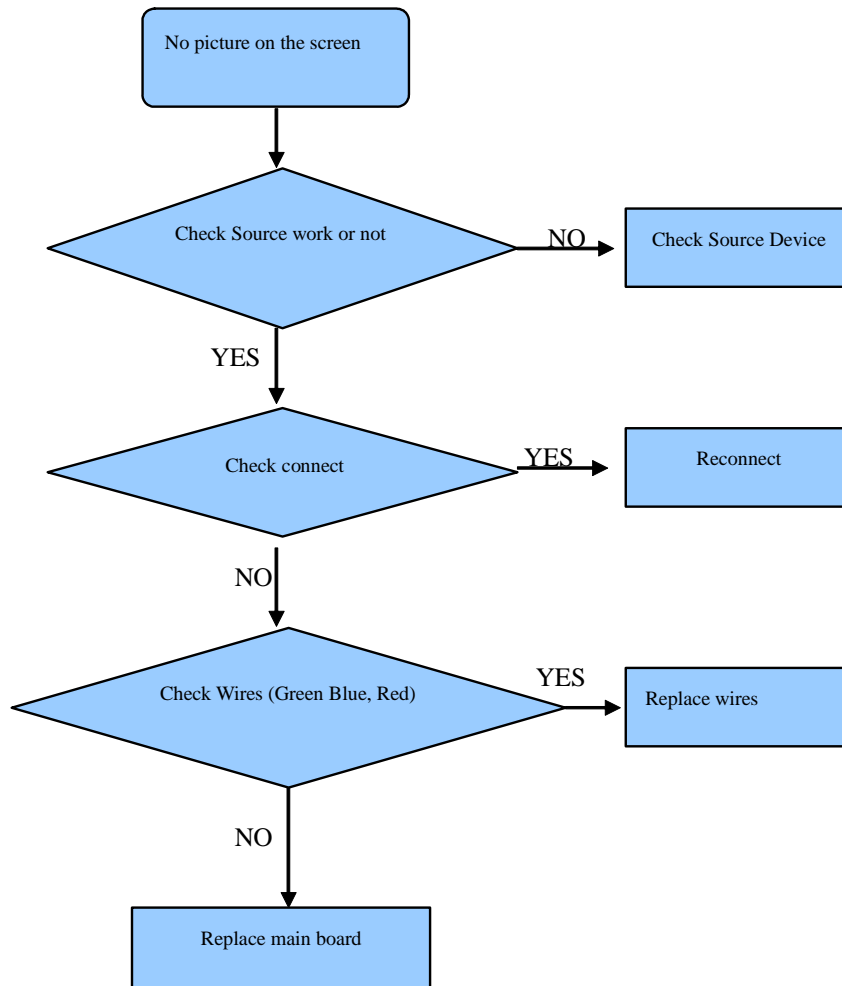 No picture on the screen
Check Source work or not
NO
Check Source Device
YES
Check connect
YES
Reconnect
NO
Check Wires (Green Blue, Red)
YES
Replace wires
NO
Replace main board